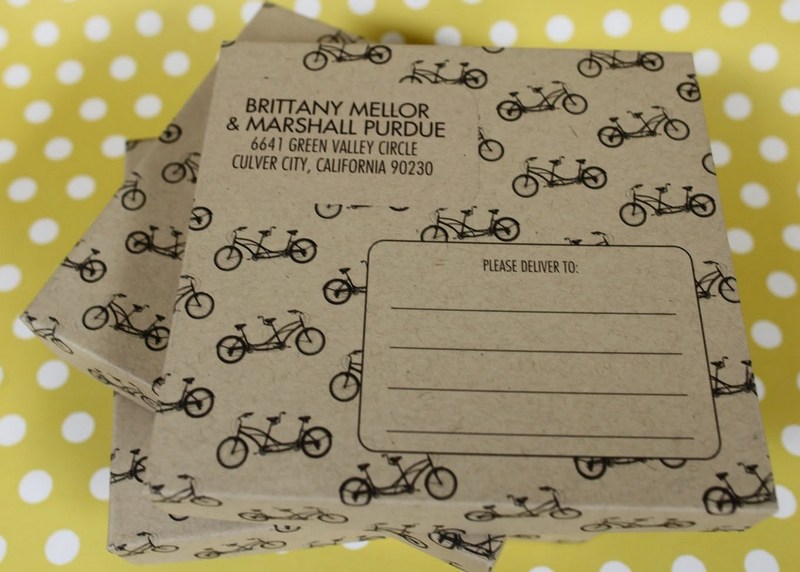 BRITTANY MELLOR
& MARSHALL PURDUE
6641 GREEN VALLEY CIRCLE
CULVER CITY, CALIFORNIA 90230
PLEASE DELIVER TO: